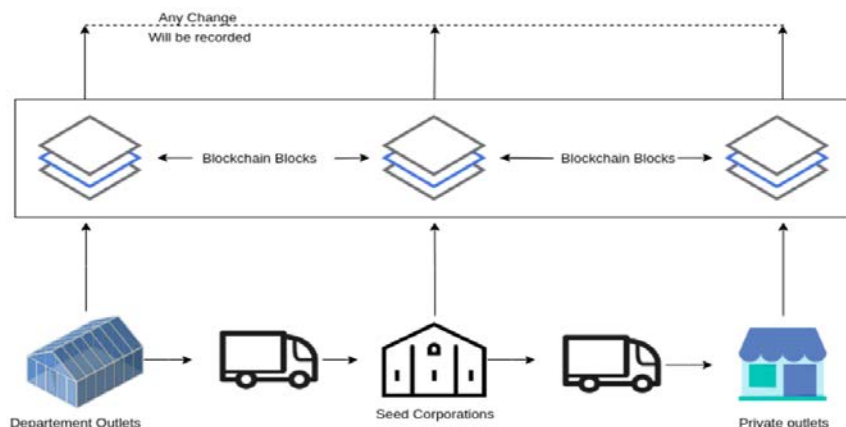 Any Change
Will be recorded
Blockchain Blocks
Blockchain Blocks
Departement Outlets
Seed Corporations
Private outlets